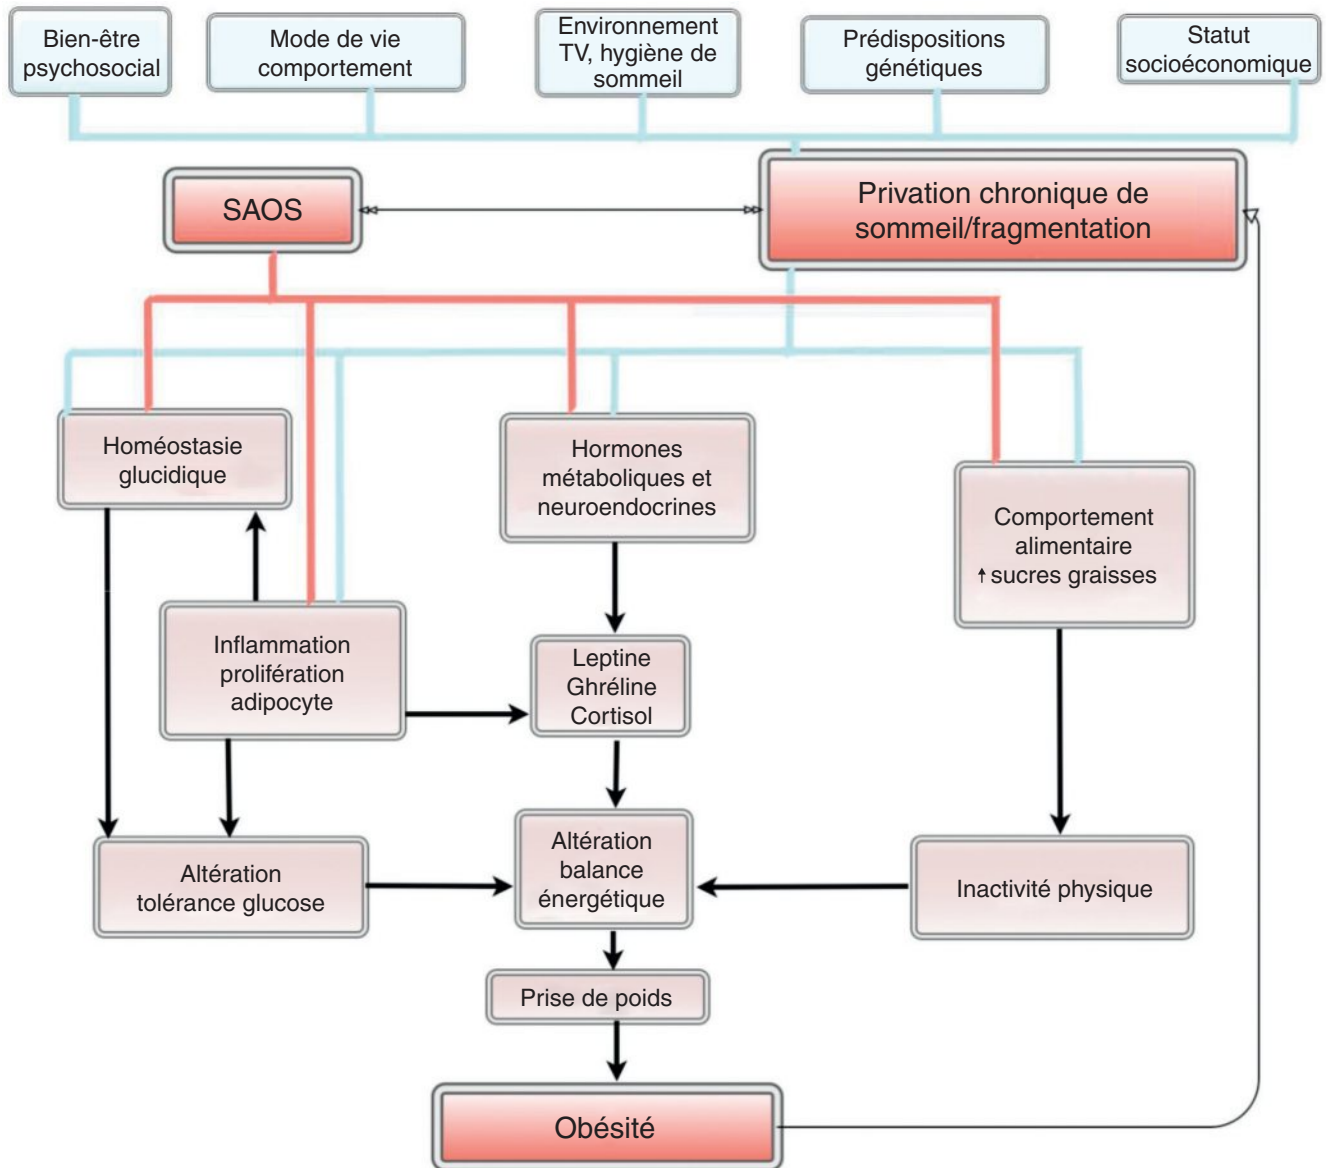 Bien-être
psychosocial
Mode de vie
comportement
Environnement
TV, hygiène de
sommeil
Prédispositions
génétiques
Statut
socioéconomique
SAOS
Privation chronique de
sommeil/fragmentation
Homéostasie
glucidique
Hormones
métaboliques et
neuroendocrines
Comportement
alimentaire
↑ sucres graisses
Inflammation
prolifération
adipocyte
Leptine
Ghréline
Cortisol
Altération
tolérance glucose
Altération
balance
énergétique
Inactivité physique
Prise de poids
Obésité